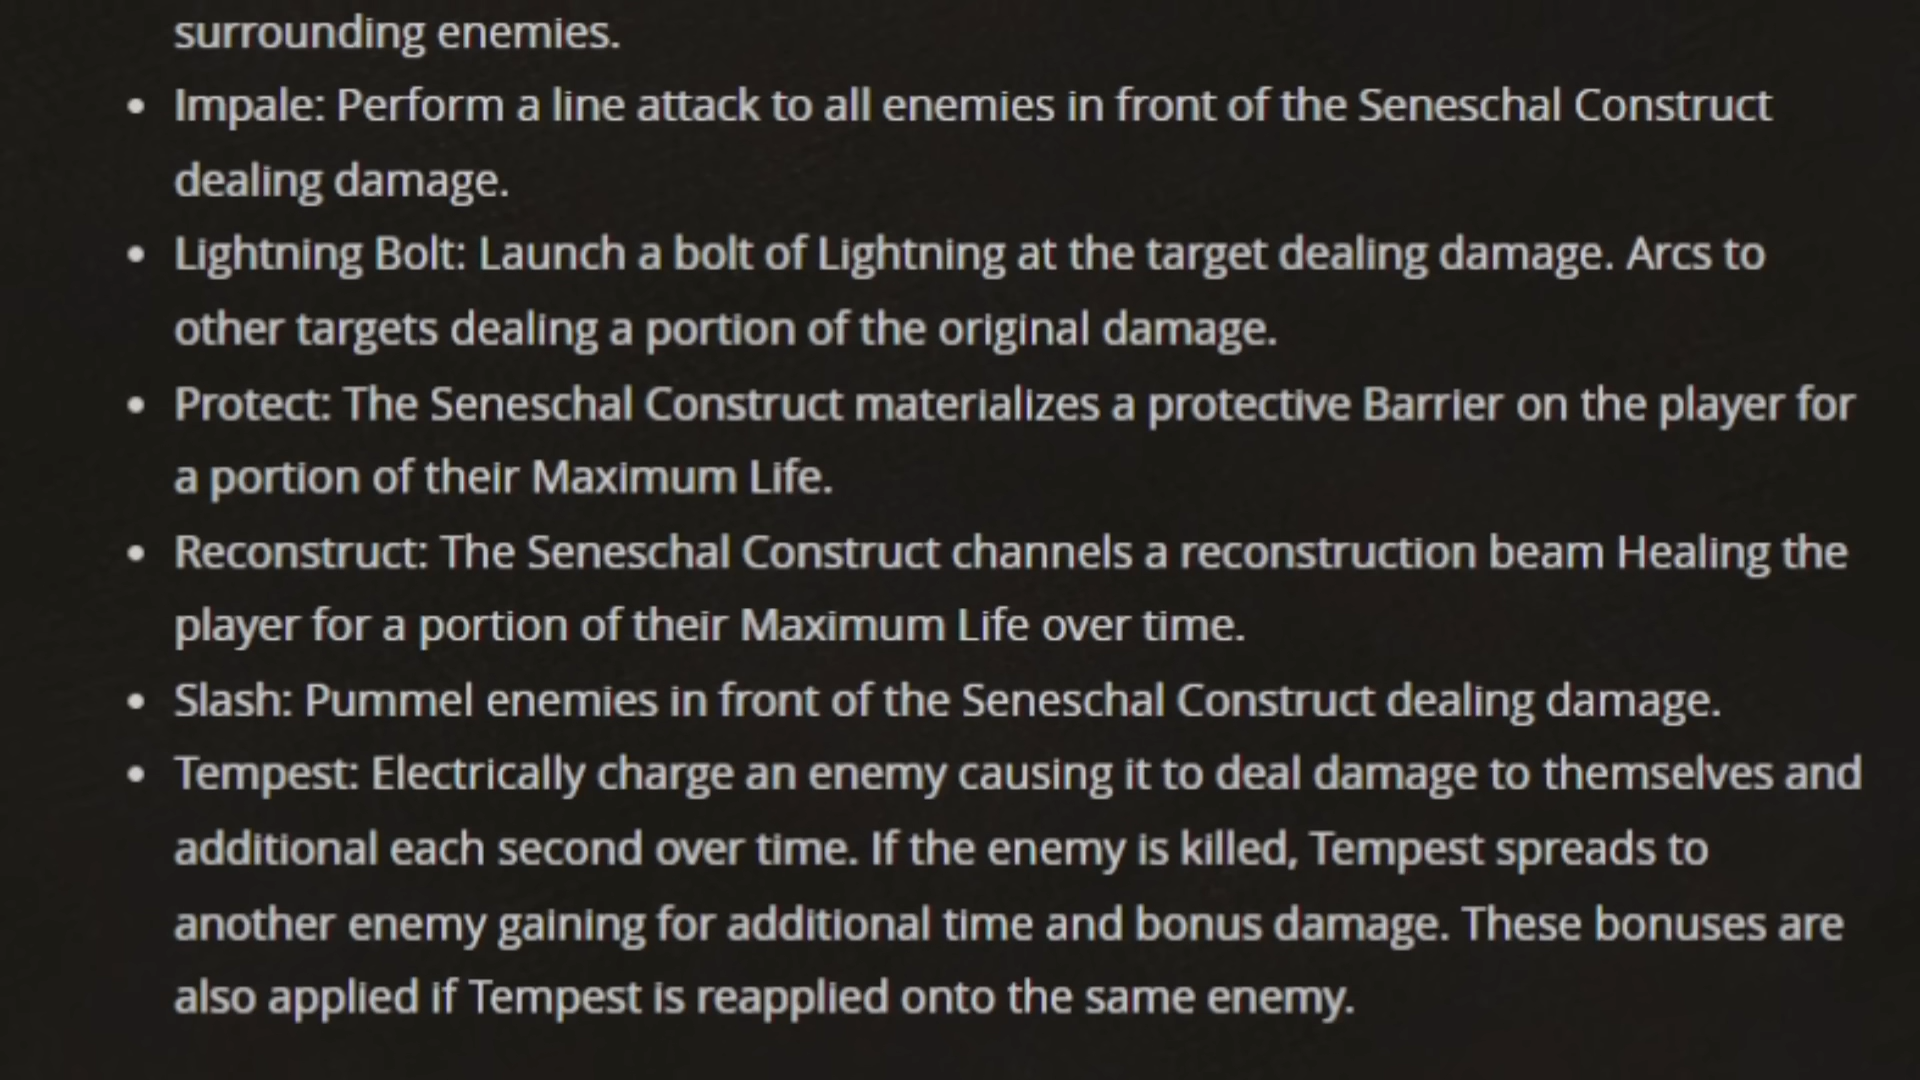 surrounding enemies.
• Impale: Perform a line attack to all enemies in front of the Seneschal Construct
dealing damage.
• Lightning Bolt: Launch a bolt of Lightning at the target dealing damage. Arcs to
other targets dealing a portion of the original damage.
• Protect: The Seneschal Construct materializes a protective Barrier on the player for
a portion of their Maximum Life.
• Reconstruct: The Seneschal Construct channels a reconstruction beam Healing the
player for a portion of their Maximum Life over time.
• Slash: Pummel enemies in front of the Seneschal Construct dealing damage.
• Tempest: Electrically charge an enemy causing it to deal damage to themselves and
additional each second over time. If the enemy is killed, Tempest spreads to
another enemy gaining for additional time and bonus damage. These bonuses are
also applied if Tempest is reapplied onto the same enemy.